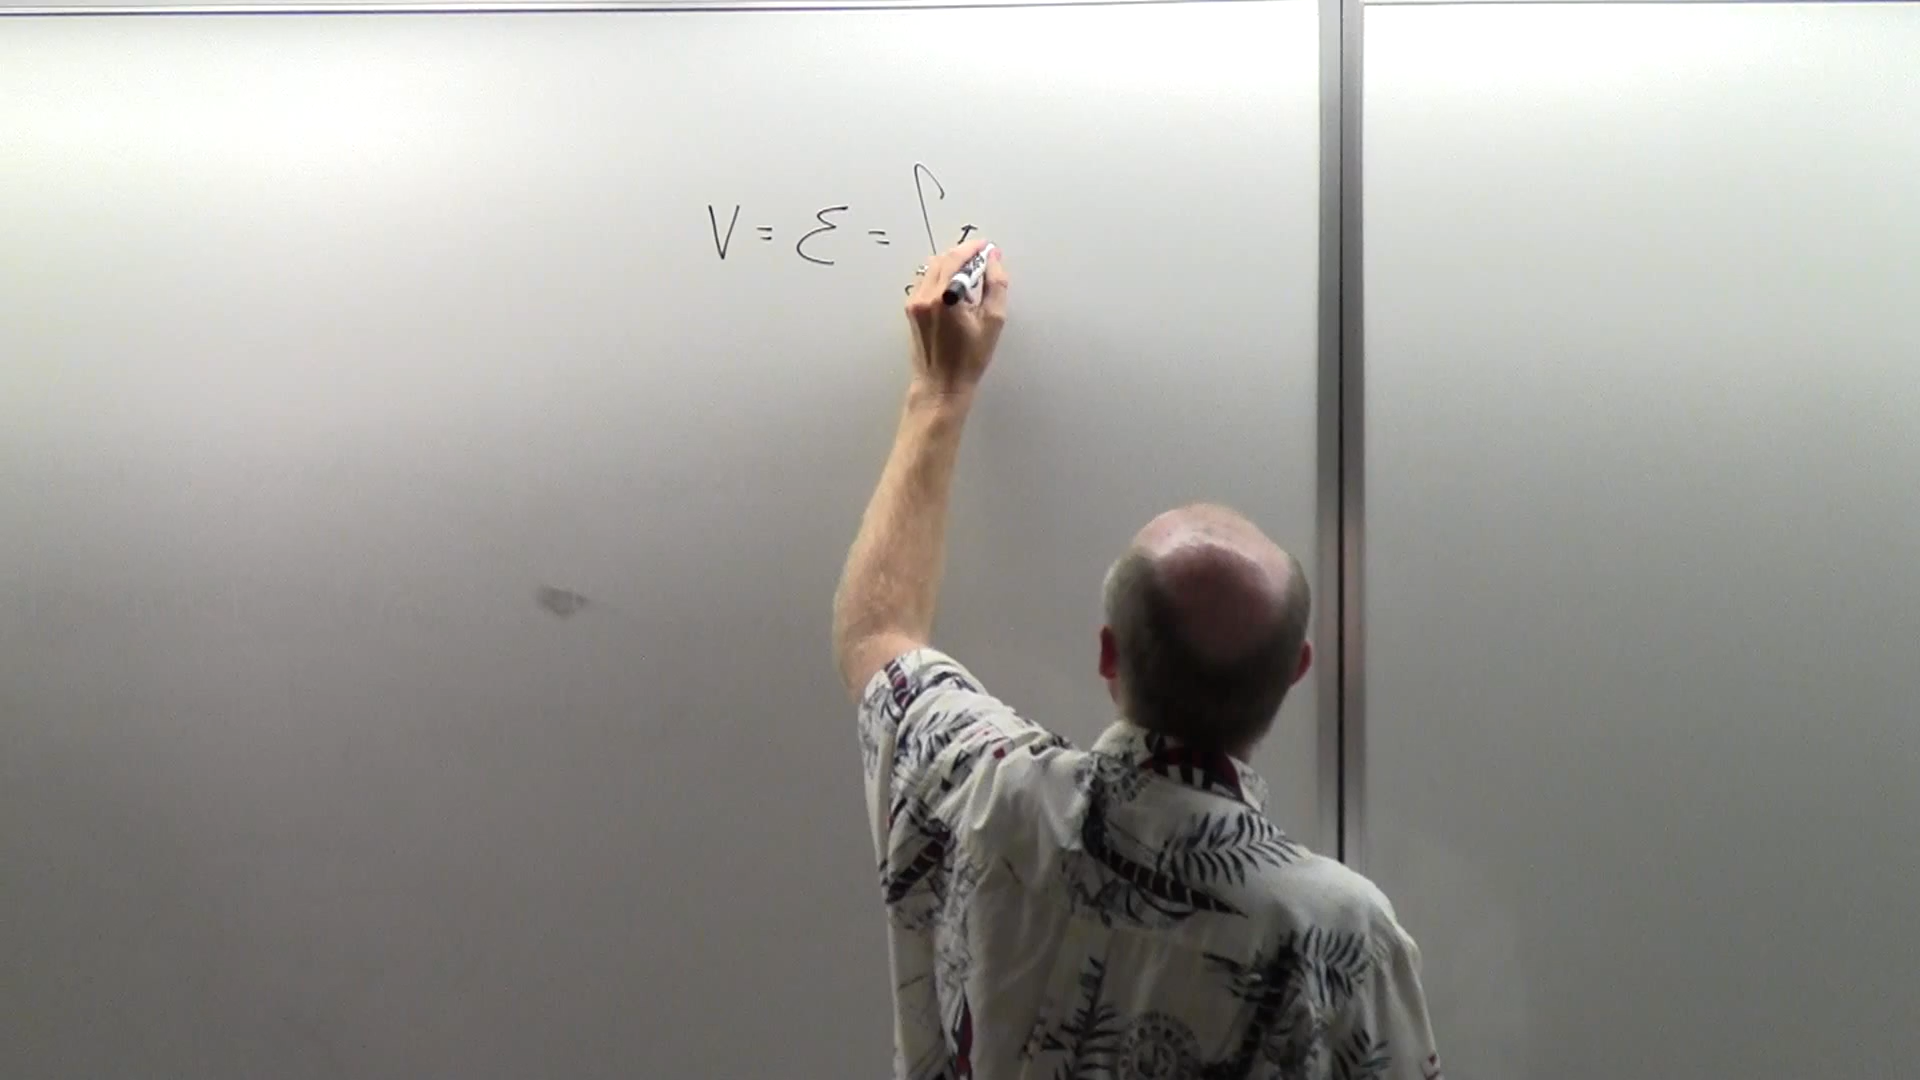 V = ℰ = ∫